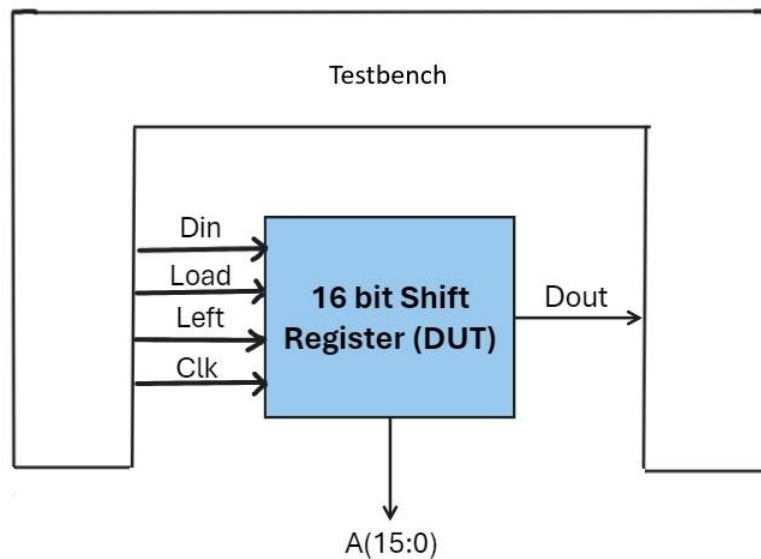 Testbench
Din
Load
Left
Clk
16 bit Shift
Register (DUT)
Dout
A(15:0)